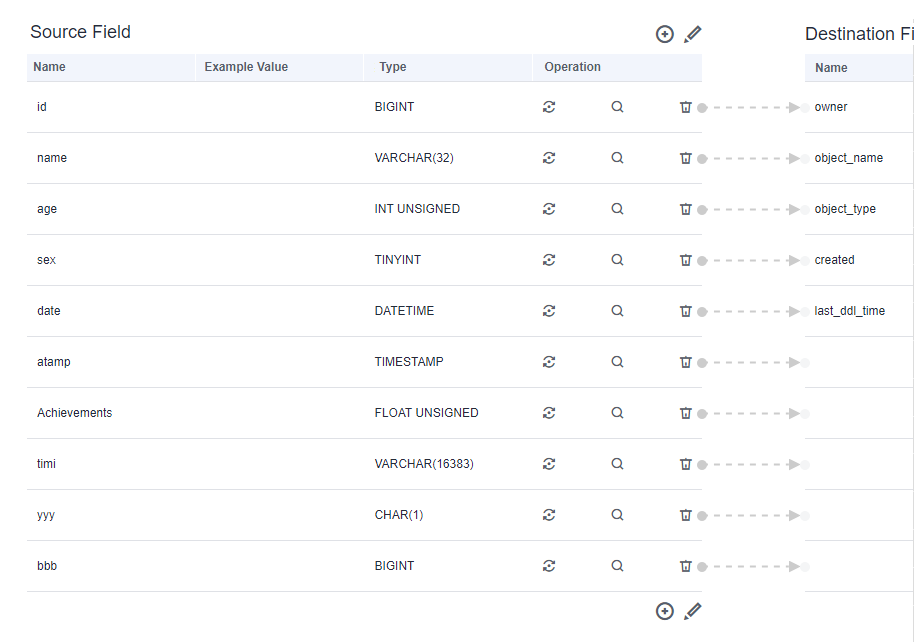 Source Field
Destination Fi
Name Example Value Type Operation Name
id BIGINT owner
name VARCHAR(32) object_name
age INT UNSIGNED object_type
sex TINYINT created
date DATETIME last_ddl_time
atamp TIMESTAMP
Achievements FLOAT UNSIGNED
timi VARCHAR(16383)
yyy CHAR(1)
bbb BIGINT